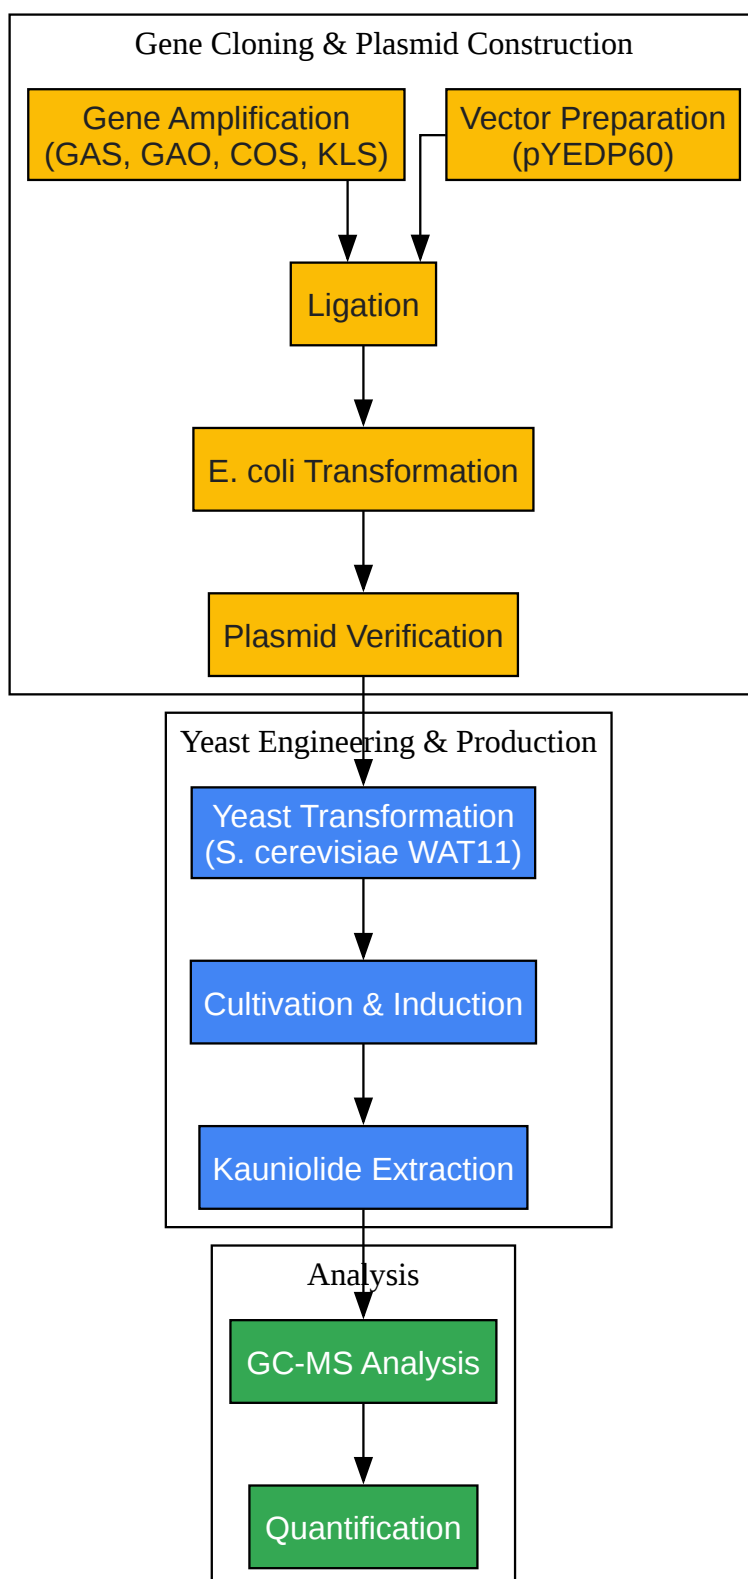 Gene Cloning & Plasmid Construction
Gene Amplification
(GAS, GAO, COS, KLS)
Vector Preparation
(pYEDP60)
Ligation
E. coli Transformation
Plasmid Verification
Yeast Engineering & Production
Yeast Transformation
(S. cerevisiae WAT11)
Cultivation & Induction
Kauniolide Extraction
Analysis
GC-MS Analysis
Quantification